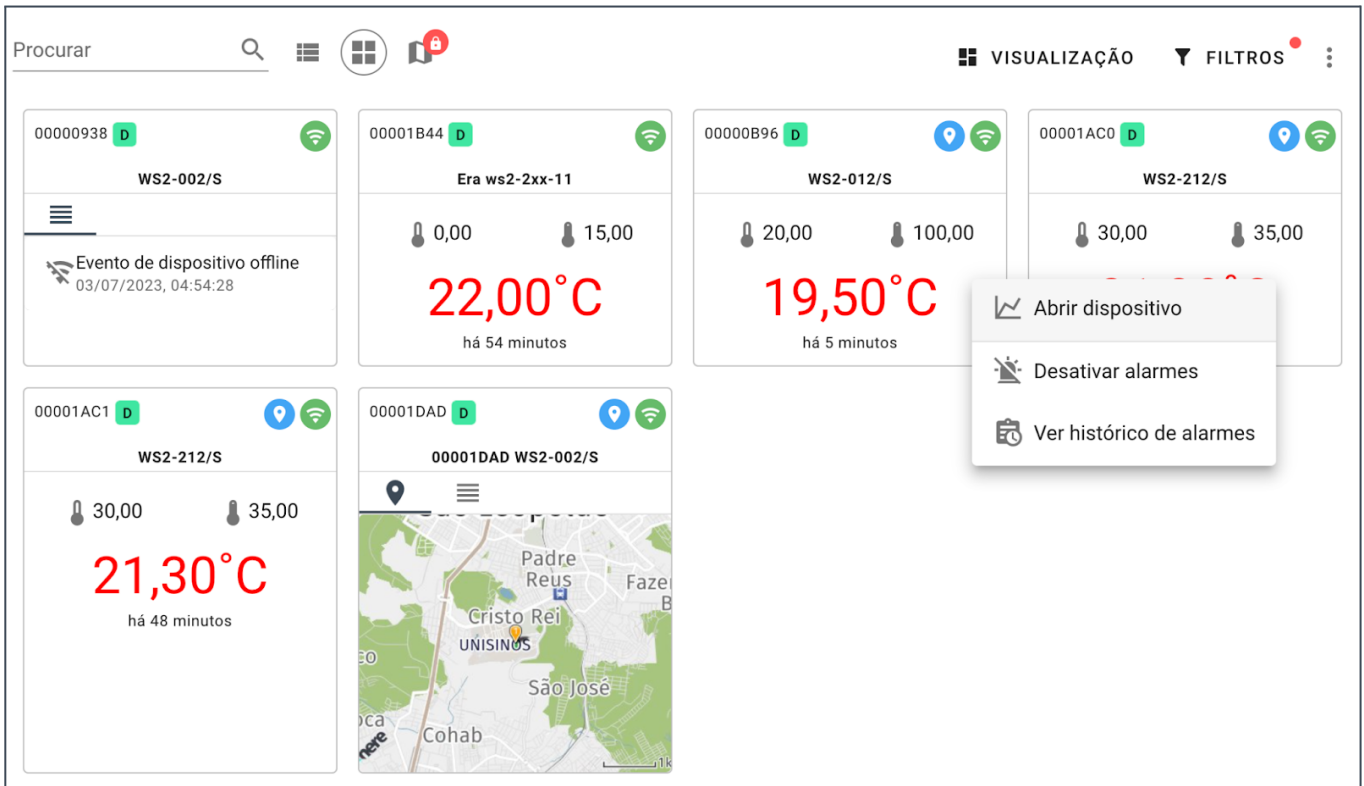 Procurar
VISUALIZAÇÃO
FILTROS
00000938 D
WS2-002/S
Evento de dispositivo offline
03/07/2023, 04:54:28
00001B44 D
Era ws2-2xx-11
0,00 15,00
22,00°C
há 54 minutos
00000B96 D
WS2-012/S
20,00 100,00
19,50°C
há 5 minutos
00001AC0 D
WS2-212/S
30,00 35,00
Abrir dispositivo
Desativar alarmes
Ver histórico de alarmes
00001AC1 D
WS2-212/S
30,00 35,00
21,30°C
há 48 minutos
00001DAD D
00001DAD WS2-002/S
Padre
Reus
Cristo Rei
UNISINOS
São José
Cohab
here